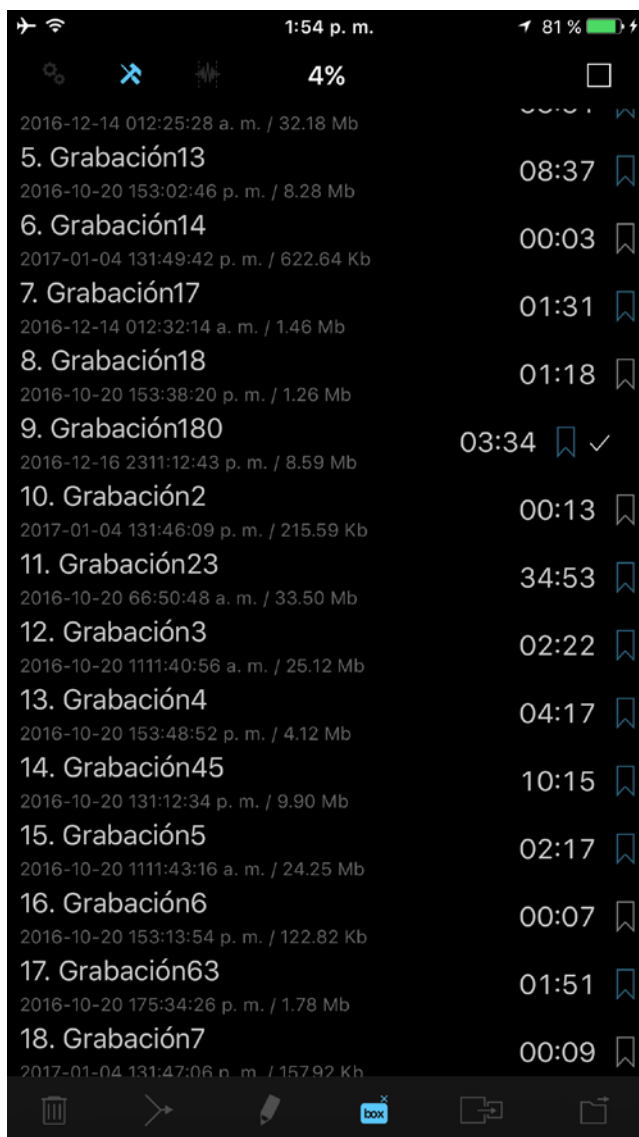 1:54 p. m.
81 %
4%
2016-12-14 012:25:28 a. m. / 32.18 Mb
5. Grabación13
08:37
2016-10-20 153:02:46 p. m. / 8.28 Mb
6. Grabación14
00:03
2017-01-04 131:49:42 p. m. / 622.64 Kb
7. Grabación17
01:31
2016-12-14 012:32:14 a. m. / 1.46 Mb
8. Grabación18
01:18
2016-10-20 153:38:20 p. m. / 1.26 Mb
9. Grabación180
03:34
2016-12-16 2311:12:43 p. m. / 8.59 Mb
10. Grabación2
00:13
2017-01-04 131:46:09 p. m. / 215.59 Kb
11. Grabación23
34:53
2016-10-20 66:50:48 a. m. / 33.50 Mb
12. Grabación3
02:22
2016-10-20 1111:40:56 a. m. / 25.12 Mb
13. Grabación4
04:17
2016-10-20 153:48:52 p. m. / 4.12 Mb
14. Grabación45
10:15
2016-10-20 131:12:34 p. m. / 9.90 Mb
15. Grabación5
02:17
2016-10-20 1111:43:16 a. m. / 24.25 Mb
16. Grabación6
00:07
2016-10-20 153:13:54 p. m. / 122.82 Kb
17. Grabación63
01:51
2016-10-20 175:34:26 p. m. / 1.78 Mb
18. Grabación7
00:09
2017-01-04 131:47:06 p. m. / 157.92 Kb
box